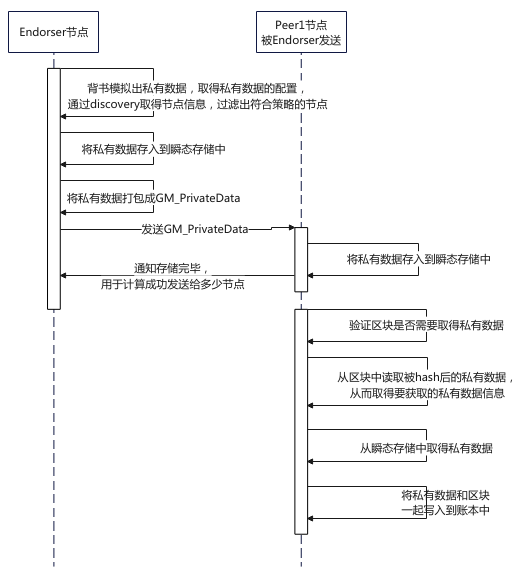 Endorser节点
Peer1节点
被Endorser发送
背书模拟出私有数据，取得私有数据的配置，
通过discovery取得节点信息，过滤出符合策略的节点
将私有数据存入到瞬态存储中
将私有数据打包成GM_PrivateData
发送GM_PrivateData
将私有数据存入到瞬态存储中
通知存储完毕，
用于计算成功发送给多少节点
验证区块是否需要取得私有数据
从区块中读取被hash后的私有数据，
从而取得要获取的私有数据信息
从瞬态存储中取得私有数据
将私有数据和区块
一起写入到账本中